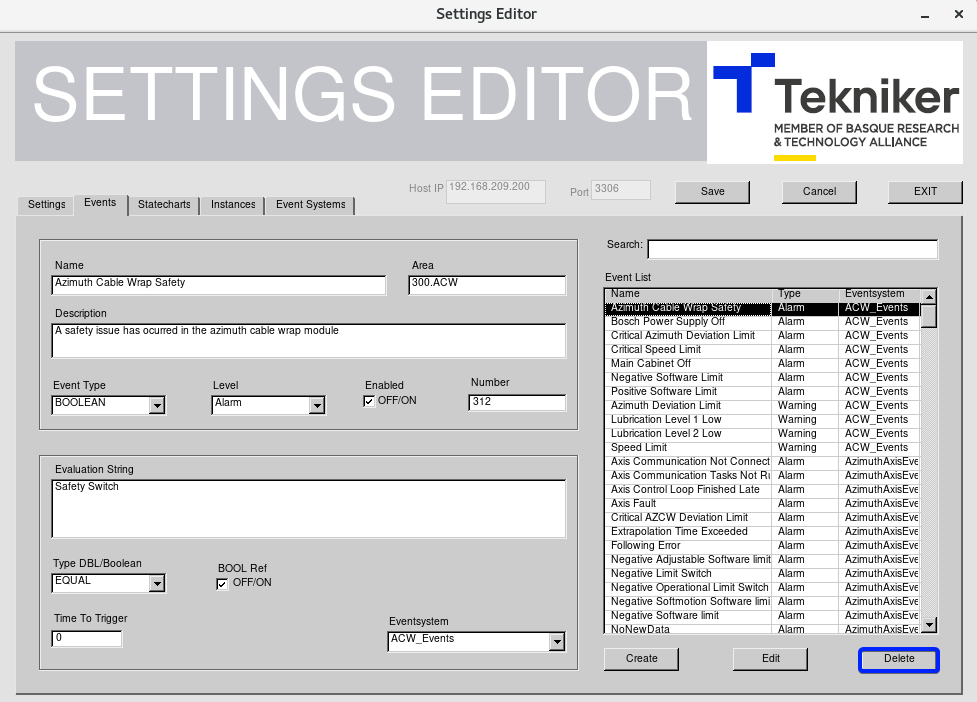 Settings Editor
SETTINGS EDITOR
Tekniker
MEMBER OF BASQUE RESEARCH
& TECHNOLOGY ALLIANCE
Host IP 192.168.209.200 Port 3306 Save Cancel EXIT
Settings Events Statecharts Instances Event Systems
Name Area
Azimuth Cable Wrap Safety 300.ACW
Description
A safety issue has ocurred in the azimuth cable wrap module
Event Type Level Enabled Number
BOOLEAN Alarm OFF/ON 312
Evaluation String
Safety Switch
Type DBL/Boolean BOOL Ref
EQUAL OFF/ON
Time To Trigger Eventsystem
0 ACW_Events
Search:
Event List
Name Type Eventsystem
Azimuth Cable Wrap Safety Alarm ACW_Events
Bosch Power Supply Off Alarm ACW_Events
Critical Azimuth Deviation Limit Alarm ACW_Events
Critical Speed Limit Alarm ACW_Events
Main Cabinet Off Alarm ACW_Events
Negative Software Limit Alarm ACW_Events
Positive Software Limit Alarm ACW_Events
Azimuth Deviation Limit Warning ACW_Events
Lubrication Level 1 Low Warning ACW_Events
Lubrication Level 2 Low Warning ACW_Events
Speed Limit Warning ACW_Events
Axis Communication Not Connect Alarm AzimuthAxisEve
Axis Communication Tasks Not Ru Alarm AzimuthAxisEve
Axis Control Loop Finished Late Alarm AzimuthAxisEve
Axis Fault Alarm AzimuthAxisEve
Critical AZCW Deviation Limit Alarm AzimuthAxisEve
Extrapolation Time Exceeded Alarm AzimuthAxisEve
Following Error Alarm AzimuthAxisEve
Negative Adjustable Software limit Alarm AzimuthAxisEve
Negative Limit Switch Alarm AzimuthAxisEve
Negative Operational Limit Switch Alarm AzimuthAxisEve
Negative Softmotion Software limi Alarm AzimuthAxisEve
Negative Software limit Alarm AzimuthAxisEve
NoNewData Alarm AzimuthAxisEve
Create Edit Delete